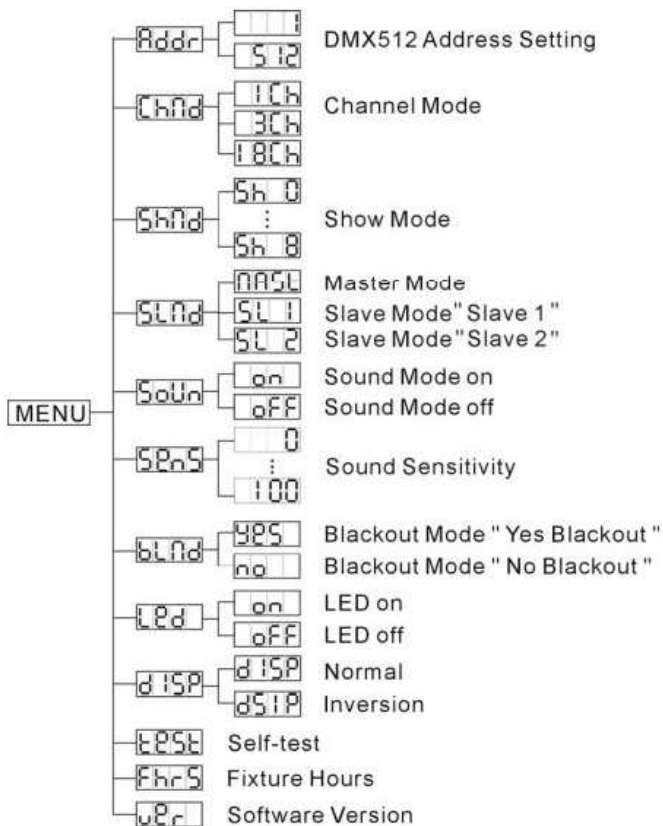 Addr 1 DMX512 Address Setting
512
ChMd 1Ch Channel Mode
3Ch
18Ch
ShMd Sh 0 Show Mode
⋮
Sh 8
SLMd MASt Master Mode
SL 1 Slave Mode" Slave 1"
SL 2 Slave Mode"Slave 2"
SoUn on Sound Mode on
oFF Sound Mode off
MENU
SenS 0 Sound Sensitivity
⋮
100
bLMd yeS Blackout Mode " Yes Blackout "
no Blackout Mode " No Blackout "
Led on LED on
oFF LED off
dISP dISP Normal
dSIP Inversion
teSt Self-test
FhrS Fixture Hours
ver Software Version